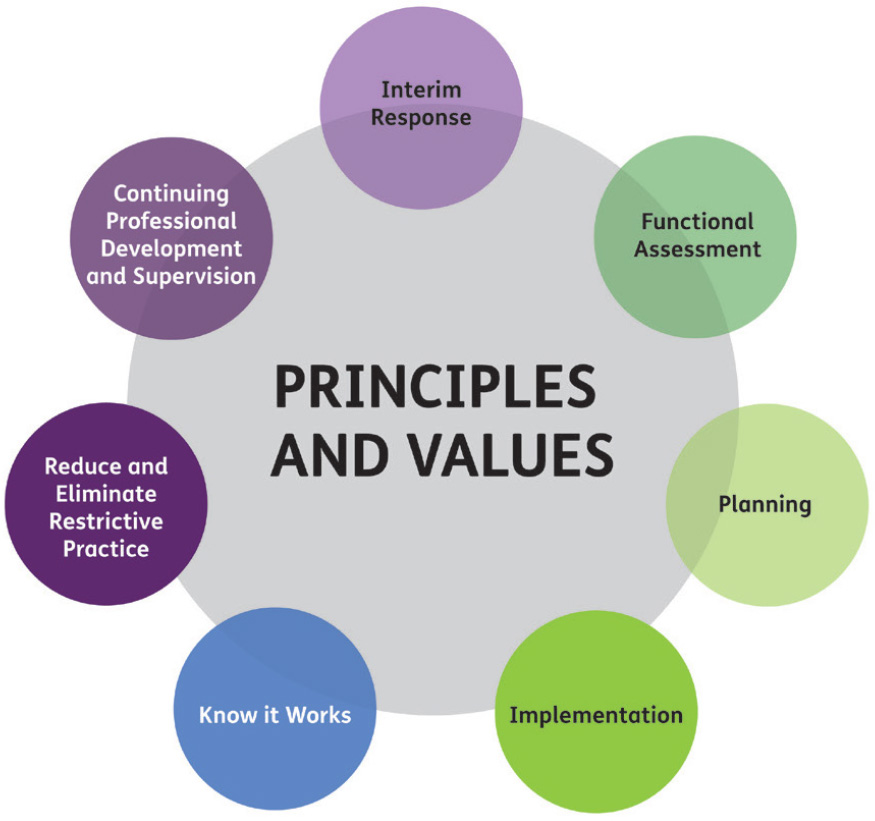 Interim
Response
Functional
Assessment
Planning
Implementation
Know it Works
Reduce and
Eliminate
Restrictive
Practice
Continuing
Professional
Development
and Supervision
PRINCIPLES
AND VALUES